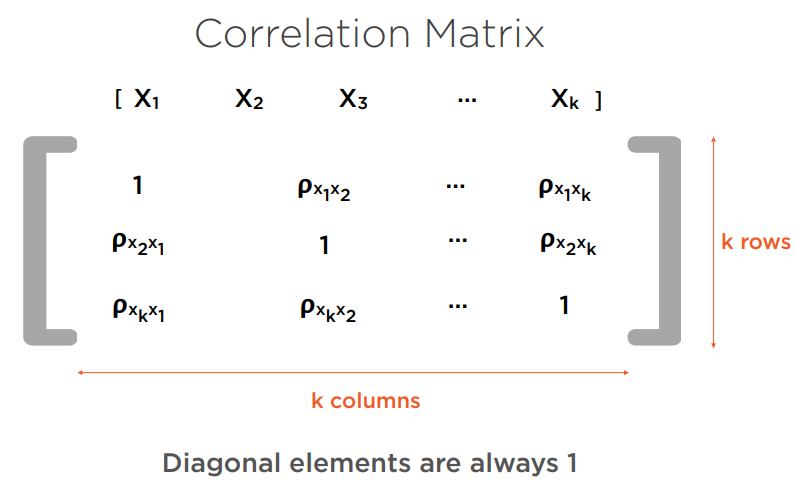 Correlation Matrix
[ X₁ X₂ X₃ ... Xₖ ]
1 ρx₁x₂ ... ρx₁xₖ
ρx₂x₁ 1 ... ρx₂xₖ
k rows
ρxₖx₁ ρxₖx₂ ... 1
k columns
Diagonal elements are always 1